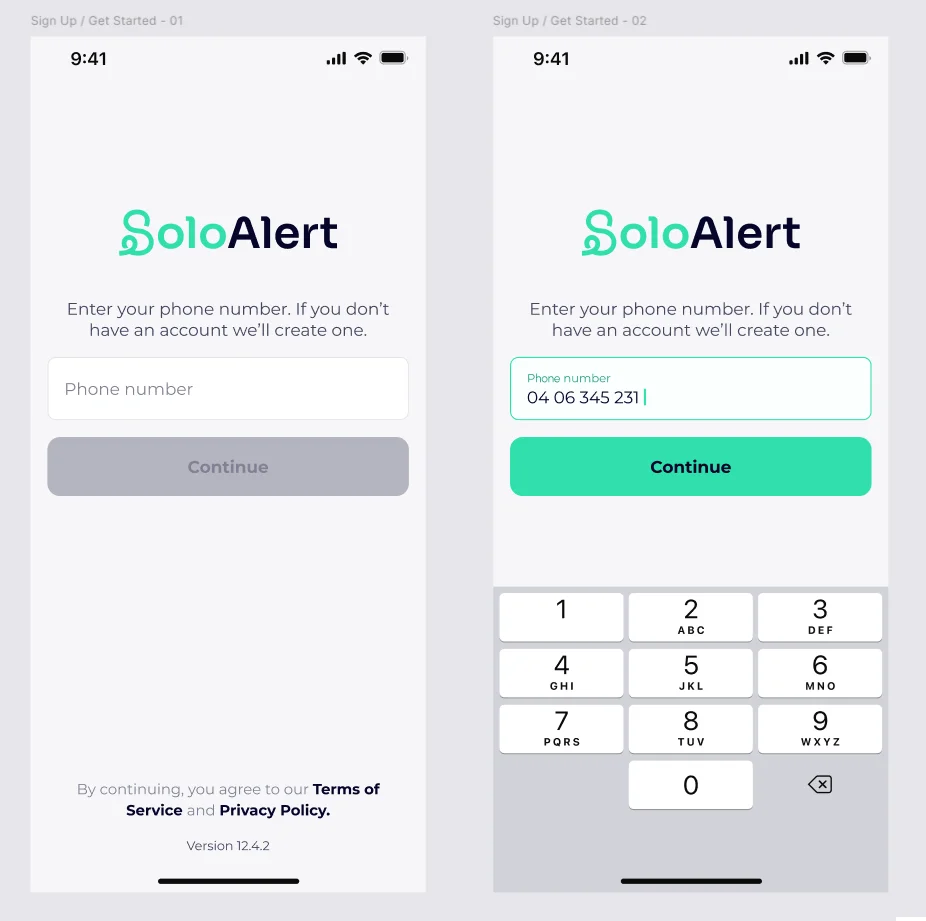 Sign Up / Get Started - 01
9:41
SoloAlert
Enter your phone number. If you don’t
have an account we’ll create one.
Phone number
Continue
By continuing, you agree to our Terms of
Service and Privacy Policy.
Version 12.4.2
Sign Up / Get Started - 02
9:41
SoloAlert
Enter your phone number. If you don’t
have an account we’ll create one.
Phone number
04 06 345 231
Continue
1 2 3
ABC DEF
4 5 6
GHI JKL MNO
7 8 9
PQRS TUV WXYZ
0